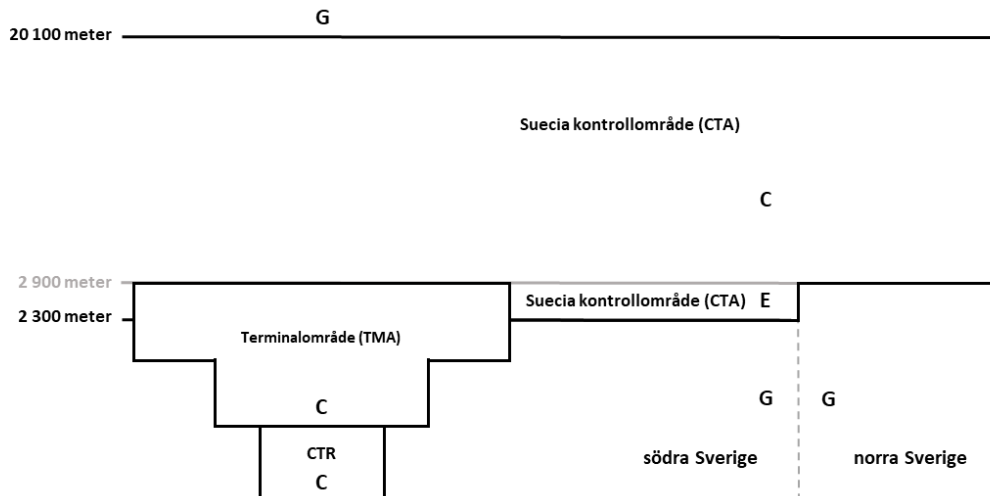 G
20 100 meter
Suecia kontrollområde (CTA)
C
2 900 meter
Suecia kontrollområde (CTA) E
2 300 meter
Terminalområde (TMA)
C
G G
CTR
södra Sverige norra Sverige
C